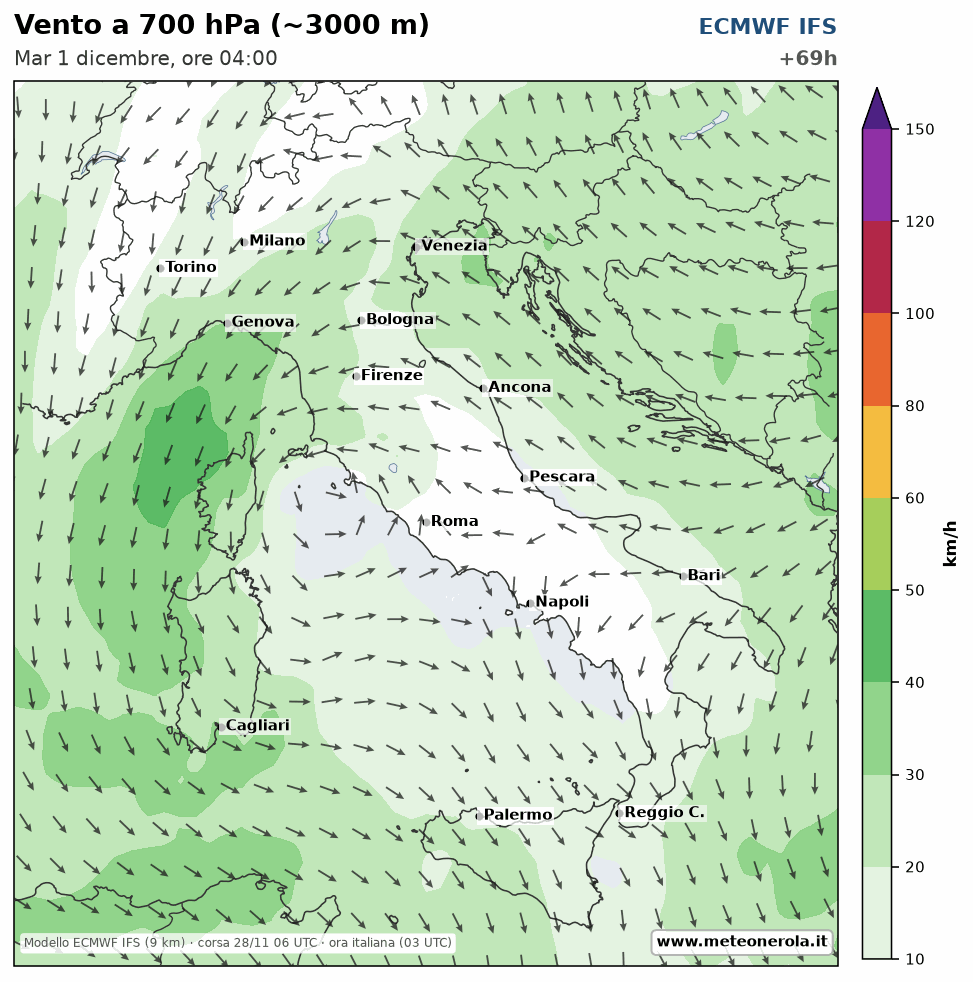 Vento a 700 hPa (~3000 m)
ECMWF IFS
Mar 1 dicembre, ore 04:00
+69h
150
120
100
80
60
50
40
30
20
10
km/h
Milano
Venezia
Torino
Genova
Bologna
Firenze
Ancona
Pescara
Roma
Bari
Napoli
Cagliari
Palermo
Reggio C.
Modello ECMWF IFS (9 km) · corsa 28/11 06 UTC · ora italiana (03 UTC)
www.meteonerola.it